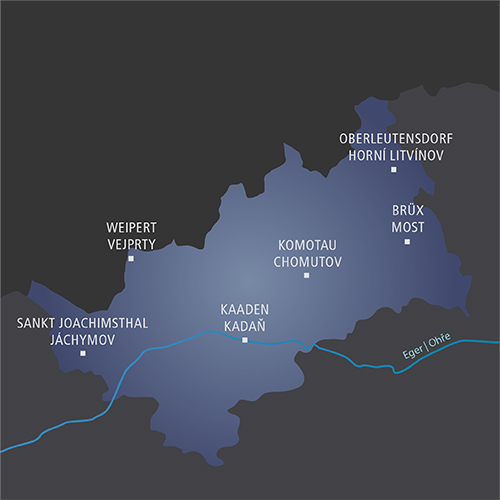 OBERLEUTENSDORF
HORNÍ LITVÍNOV
BRÜX
MOST
WEIPERT
VEJPRTY
KOMOTAU
CHOMUTOV
KAADEN
KADAŇ
SANKT JOACHIMSTHAL
JÁCHYMOV
Eger | Ohře